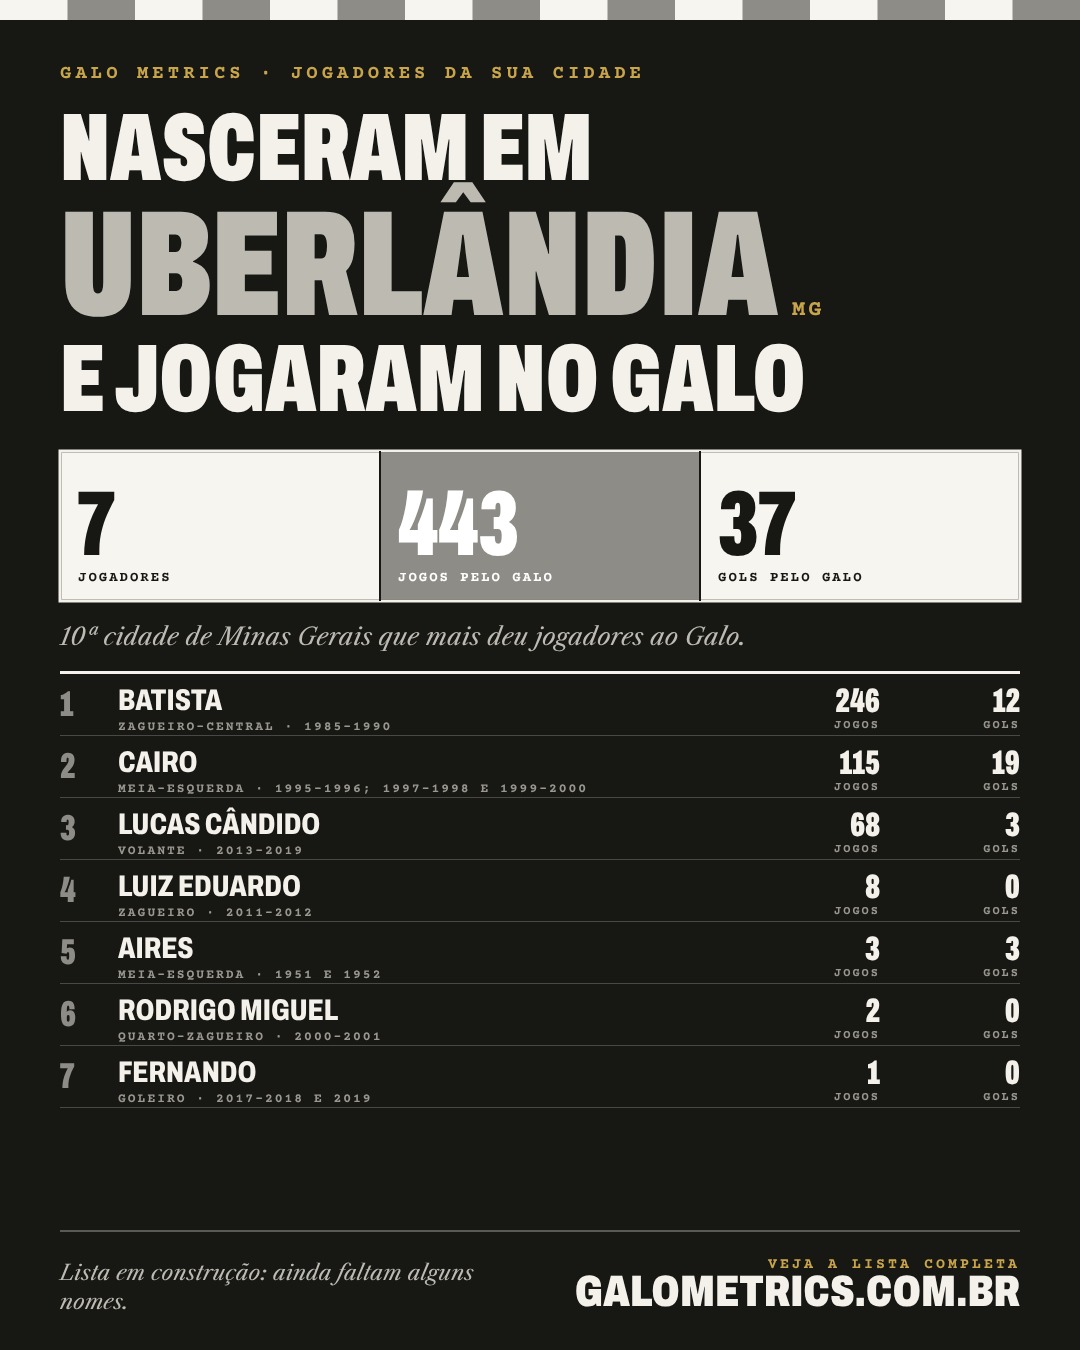 GALO METRICS · JOGADORES DA SUA CIDADE
NASCERAM EM
UBERLÂNDIA MG
E JOGARAM NO GALO
7 443 37
JOGADORES JOGOS PELO GALO GOLS PELO GALO
10ª cidade de Minas Gerais que mais deu jogadores ao Galo.
1 BATISTA 246 12
ZAGUEIRO-CENTRAL · 1985-1990 JOGOS GOLS
2 CAIRO 115 19
MEIA-ESQUERDA · 1995-1996; 1997-1998 E 1999-2000 JOGOS GOLS
3 LUCAS CÂNDIDO 68 3
VOLANTE · 2013-2019 JOGOS GOLS
4 LUIZ EDUARDO 8 0
ZAGUEIRO · 2011-2012 JOGOS GOLS
5 AIRES 3 3
MEIA-ESQUERDA · 1951 E 1952 JOGOS GOLS
6 RODRIGO MIGUEL 2 0
QUARTO-ZAGUEIRO · 2000-2001 JOGOS GOLS
7 FERNANDO 1 0
GOLEIRO · 2017-2018 E 2019 JOGOS GOLS
Lista em construção: ainda faltam alguns
nomes.
VEJA A LISTA COMPLETA
GALOMETRICS.COM.BR